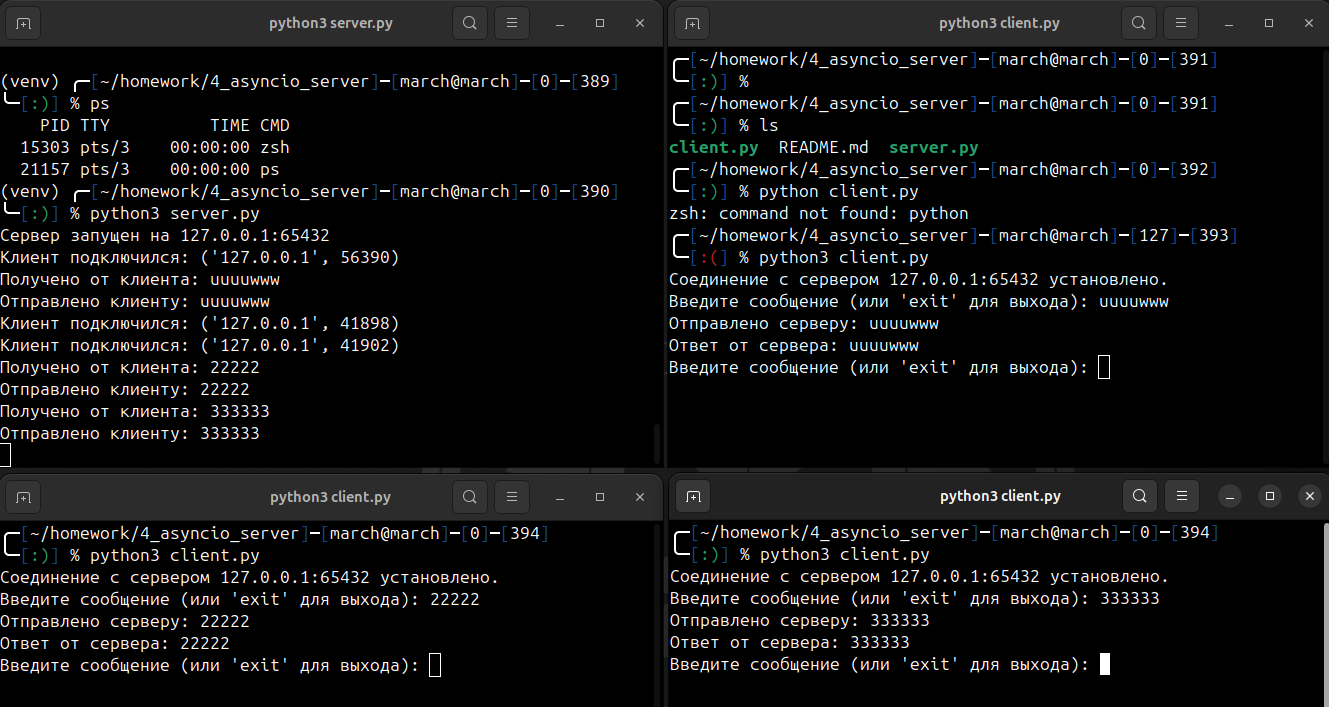 python3 server.py
(venv) ╭─[~/homework/4_asyncio_server]─[march@march]─[0]─[389]
╰─[:)] % ps
    PID TTY          TIME CMD
  15303 pts/3    00:00:00 zsh
  21157 pts/3    00:00:00 ps
(venv) ╭─[~/homework/4_asyncio_server]─[march@march]─[0]─[390]
╰─[:)] % python3 server.py
Сервер запущен на 127.0.0.1:65432
Клиент подключился: ('127.0.0.1', 56390)
Получено от клиента: uuuuwww
Отправлено клиенту: uuuuwww
Клиент подключился: ('127.0.0.1', 41898)
Клиент подключился: ('127.0.0.1', 41902)
Получено от клиента: 22222
Отправлено клиенту: 22222
Получено от клиента: 333333
Отправлено клиенту: 333333
python3 client.py
╭─[~/homework/4_asyncio_server]─[march@march]─[0]─[391]
╰─[:)] %
╭─[~/homework/4_asyncio_server]─[march@march]─[0]─[391]
╰─[:)] % ls
client.py  README.md  server.py
╭─[~/homework/4_asyncio_server]─[march@march]─[0]─[392]
╰─[:)] % python client.py
zsh: command not found: python
╭─[~/homework/4_asyncio_server]─[march@march]─[127]─[393]
╰─[:(] % python3 client.py
Соединение с сервером 127.0.0.1:65432 установлено.
Введите сообщение (или 'exit' для выхода): uuuuwww
Отправлено серверу: uuuuwww
Ответ от сервера: uuuuwww
Введите сообщение (или 'exit' для выхода):
python3 client.py
╭─[~/homework/4_asyncio_server]─[march@march]─[0]─[394]
╰─[:)] % python3 client.py
Соединение с сервером 127.0.0.1:65432 установлено.
Введите сообщение (или 'exit' для выхода): 22222
Отправлено серверу: 22222
Ответ от сервера: 22222
Введите сообщение (или 'exit' для выхода):
python3 client.py
╭─[~/homework/4_asyncio_server]─[march@march]─[0]─[394]
╰─[:)] % python3 client.py
Соединение с сервером 127.0.0.1:65432 установлено.
Введите сообщение (или 'exit' для выхода): 333333
Отправлено серверу: 333333
Ответ от сервера: 333333
Введите сообщение (или 'exit' для выхода):